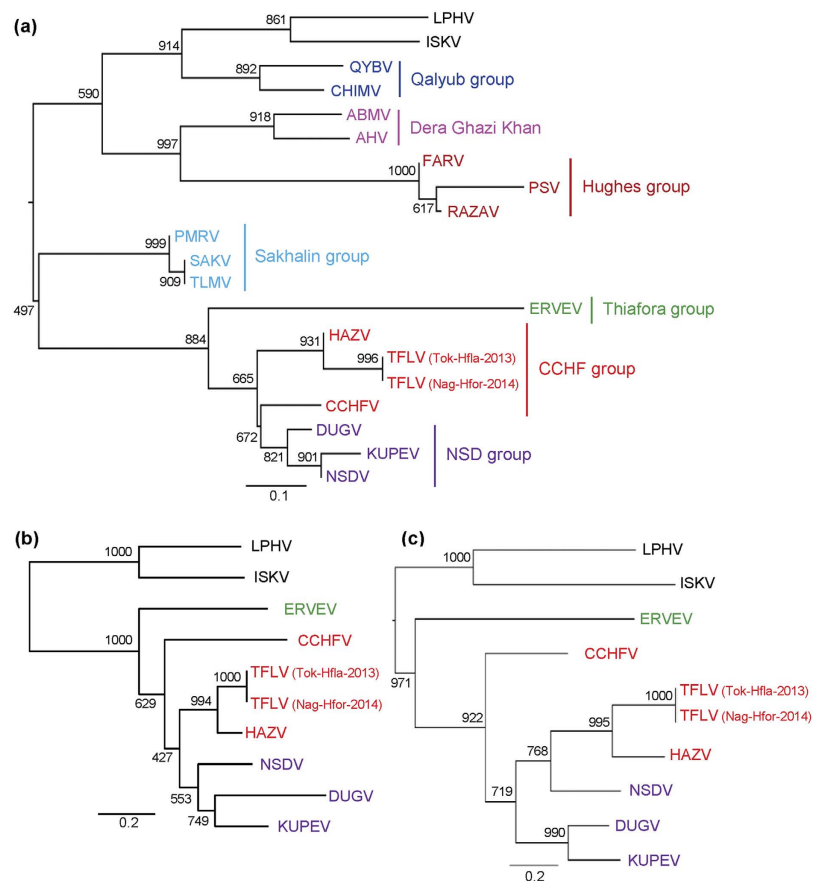 (a)
LPHV
861
ISKV
914
QYBV
892
Qalyub group
CHIMV
590
ABMV
918
Dera Ghazi Khan
AHV
997
FARV
1000
PSV
Hughes group
617
RAZAV
PMRV
999
SAKV
Sakhalin group
909
TLMV
497
ERVEV
Thiafora group
884
HAZV
931
TFLV (Tok-Hfla-2013)
996
CCHF group
TFLV (Nag-Hfor-2014)
665
CCHFV
672
DUGV
821
KUPEV
901
NSD group
NSDV
0.1
(b)
LPHV
1000
ISKV
ERVEV
1000
CCHFV
629
TFLV (Tok-Hfla-2013)
1000
TFLV (Nag-Hfor-2014)
994
HAZV
427
NSDV
553
DUGV
749
KUPEV
0.2
(c)
LPHV
1000
ISKV
ERVEV
971
CCHFV
922
TFLV (Tok-Hfla-2013)
1000
TFLV (Nag-Hfor-2014)
995
HAZV
768
NSDV
719
DUGV
990
KUPEV
0.2